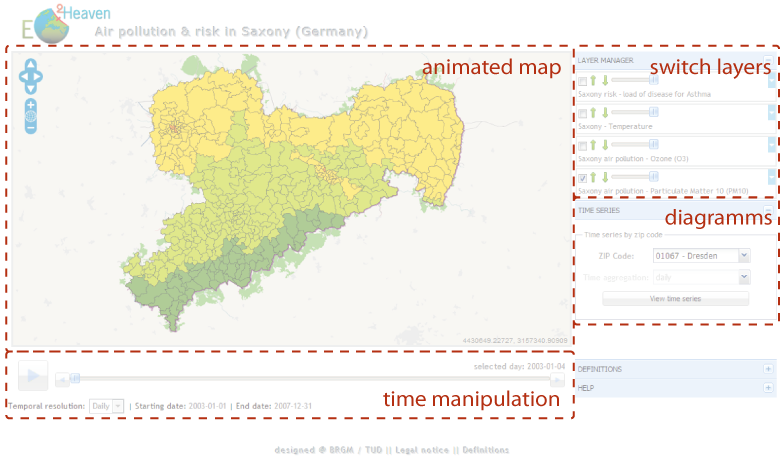 EO2Heaven
Air pollution & risk in Saxony (Germany)
animated map
switch layers
LAYER MANAGER
Saxony risk - load of disease for Asthma
Saxony - Temperature
Saxony air pollution - Ozone (O3)
Saxony air pollution - Particulate Matter 10 (PM10)
TIME SERIES
diagramms
Time series by zip code
ZIP Code: 01067 - Dresden
Time aggregation: daily
View time series
4430649.22727, 3157340.90909
selected day: 2003-01-04
Temporal resolution: Daily | Starting date: 2003-01-01 | End date: 2007-12-31
time manipulation
DEFINITIONS
HELP
designed @ BRGM / TUD || Legal notice || Definitions